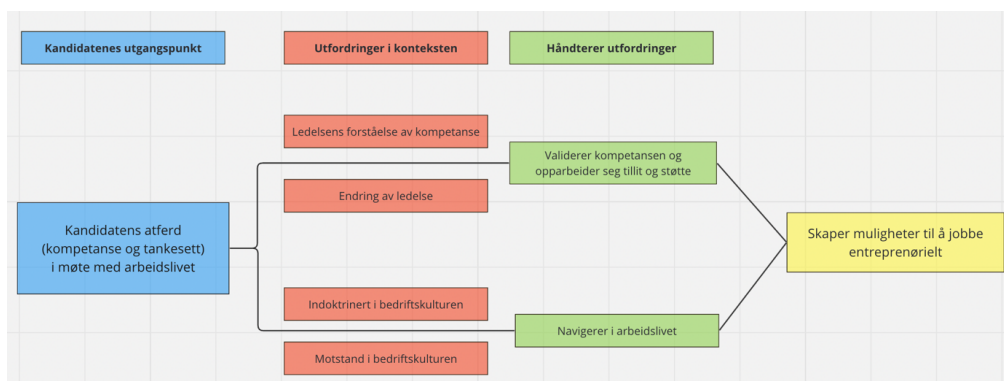 Kandidatenes utgangspunkt
Utfordringer i konteksten
Håndterer utfordringer
Ledelsens forståelse av kompetanse
Validerer kompetansen og
opparbeider seg tillit og støtte
Endring av ledelse
Kandidatens atferd
(kompetanse og tankesett)
i møte med arbeidslivet
Skaper muligheter til å jobbe
entreprenørielt
Indoktrinert i bedriftskulturen
Navigerer i arbeidslivet
Motstand i bedriftskulturen